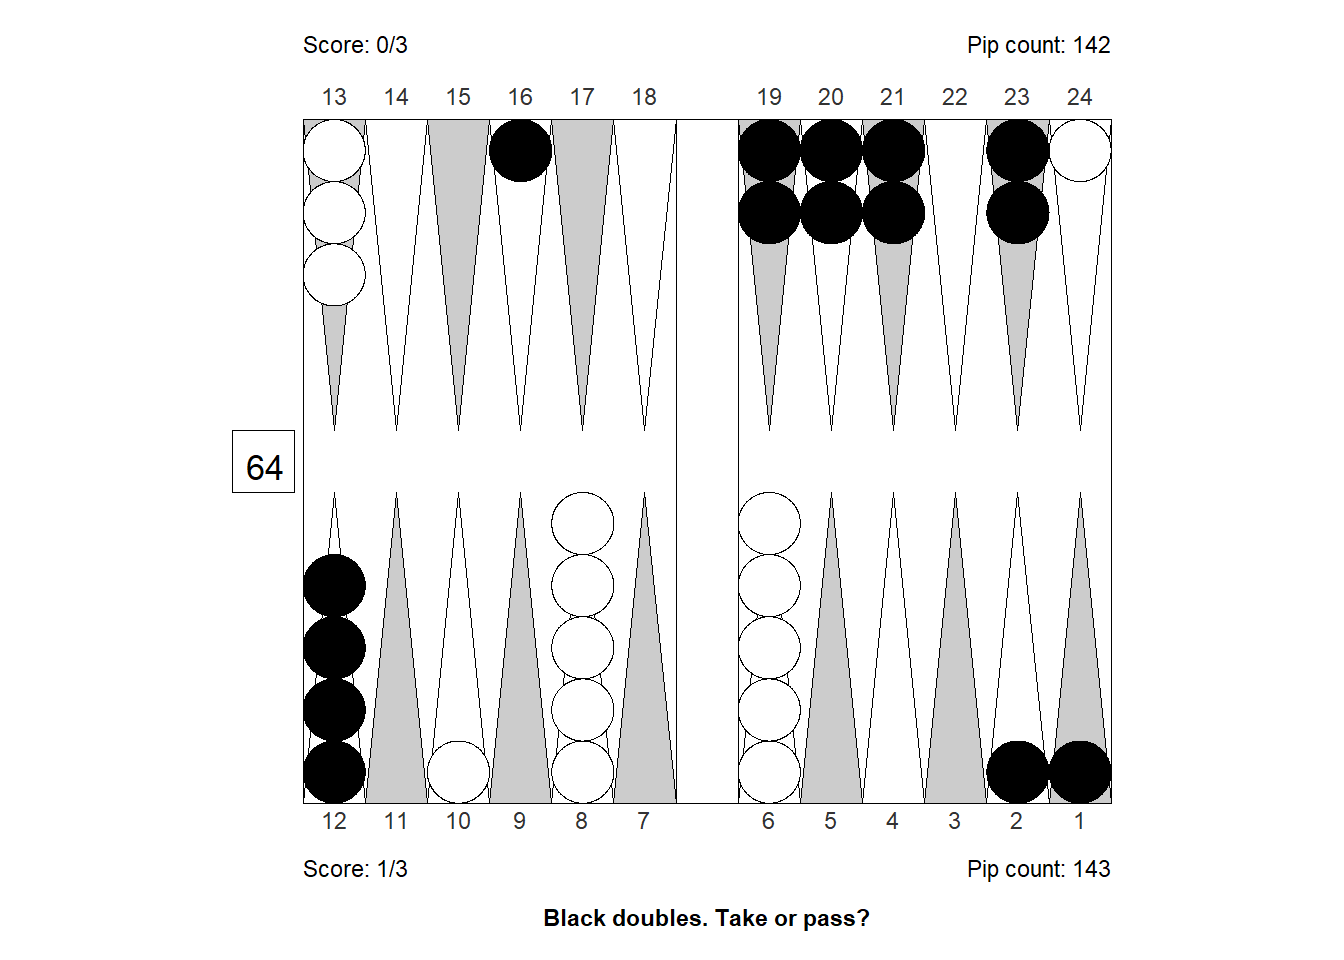 Score: 0/3 Pip count: 142
13 14 15 16 17 18 19 20 21 22 23 24
64
12 11 10 9 8 7 6 5 4 3 2 1
Score: 1/3 Pip count: 143
Black doubles. Take or pass?